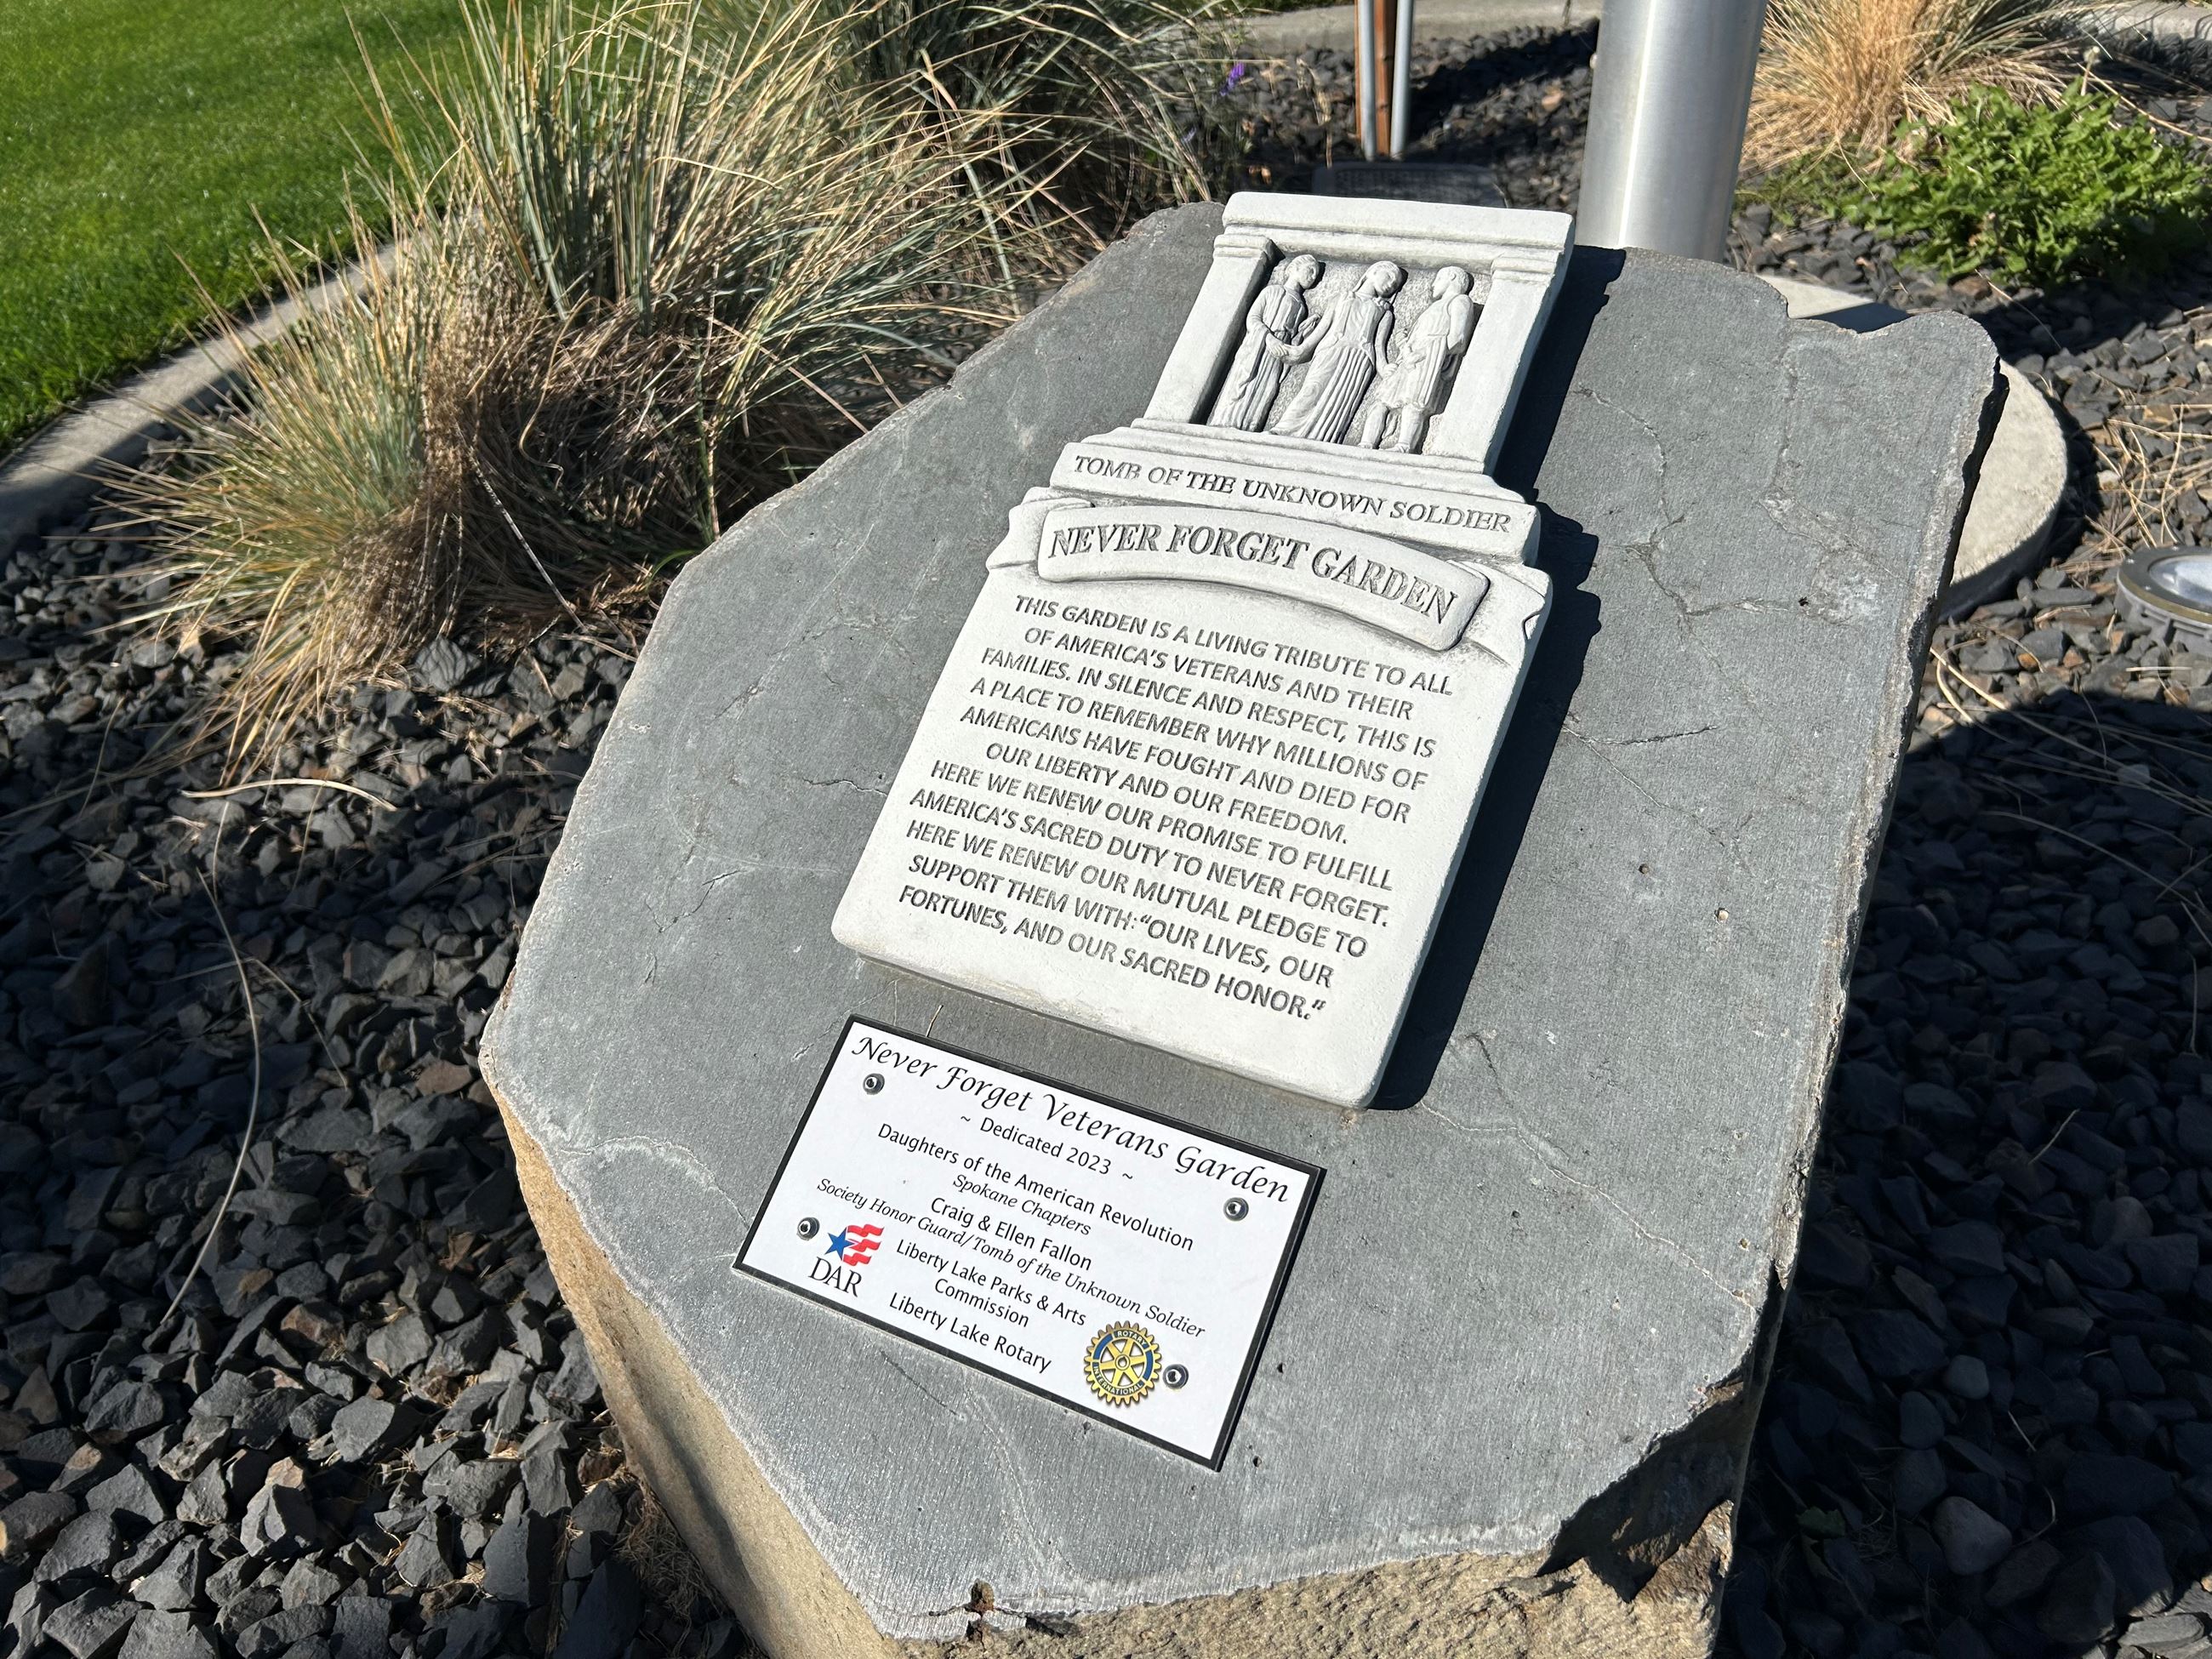 TOMB OF THE UNKNOWN SOLDIER
NEVER FORGET GARDEN
THIS GARDEN IS A LIVING TRIBUTE TO ALL
OF AMERICA'S VETERANS AND THEIR
FAMILIES. IN SILENCE AND RESPECT, THIS IS
A PLACE TO REMEMBER WHY MILLIONS OF
AMERICANS HAVE FOUGHT AND DIED FOR
OUR LIBERTY AND OUR FREEDOM.
HERE WE RENEW OUR PROMISE TO FULFILL
AMERICA'S SACRED DUTY TO NEVER FORGET.
HERE WE RENEW OUR MUTUAL PLEDGE TO
SUPPORT THEM WITH: "OUR LIVES, OUR
FORTUNES, AND OUR SACRED HONOR."
Never Forget Veterans Garden
~ Dedicated 2023 ~
Daughters of the American Revolution
Spokane Chapters
Craig & Ellen Fallon
Society Honor Guard/Tomb of the Unknown Soldier
Liberty Lake Parks & Arts
Commission
Liberty Lake Rotary
DAR
ROTARY
INTERNATIONAL